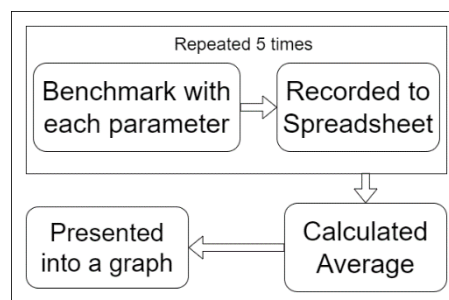 Repeated 5 times
Benchmark with
each parameter
Recorded to
Spreadsheet
Calculated
Average
Presented
into a graph